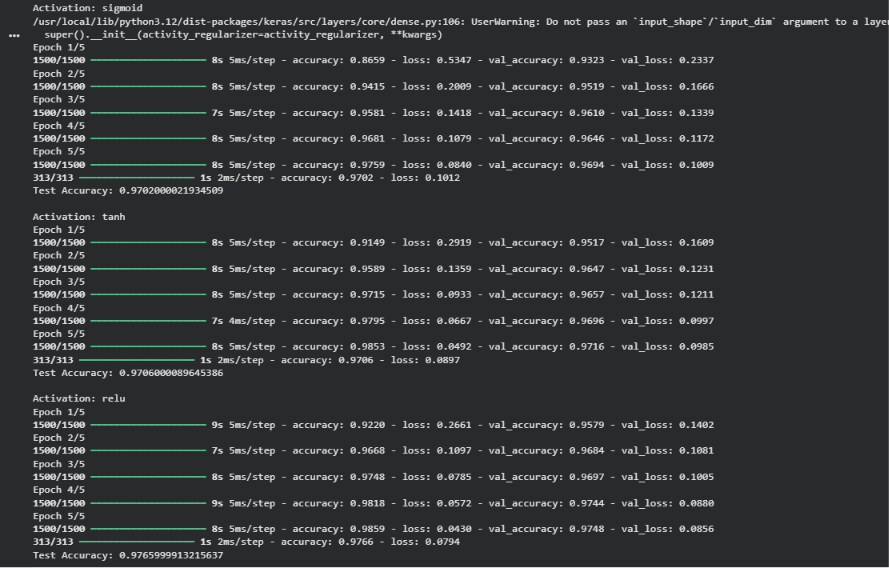 Activation: sigmoid
/usr/local/lib/python3.12/dist-packages/keras/src/layers/core/dense.py:106: UserWarning: Do not pass an `input_shape`/`input_dim` argument to a layer
... super().__init__(activity_regularizer=activity_regularizer, **kwargs)
Epoch 1/5
1500/1500 8s 5ms/step - accuracy: 0.8659 - loss: 0.5347 - val_accuracy: 0.9323 - val_loss: 0.2337
Epoch 2/5
1500/1500 8s 5ms/step - accuracy: 0.9415 - loss: 0.2009 - val_accuracy: 0.9519 - val_loss: 0.1666
Epoch 3/5
1500/1500 7s 5ms/step - accuracy: 0.9581 - loss: 0.1418 - val_accuracy: 0.9610 - val_loss: 0.1339
Epoch 4/5
1500/1500 8s 5ms/step - accuracy: 0.9681 - loss: 0.1079 - val_accuracy: 0.9646 - val_loss: 0.1172
Epoch 5/5
1500/1500 8s 5ms/step - accuracy: 0.9759 - loss: 0.0840 - val_accuracy: 0.9694 - val_loss: 0.1009
313/313 1s 2ms/step - accuracy: 0.9702 - loss: 0.1012
Test Accuracy: 0.9702000021934509
Activation: tanh
Epoch 1/5
1500/1500 8s 5ms/step - accuracy: 0.9149 - loss: 0.2919 - val_accuracy: 0.9517 - val_loss: 0.1609
Epoch 2/5
1500/1500 8s 5ms/step - accuracy: 0.9589 - loss: 0.1359 - val_accuracy: 0.9647 - val_loss: 0.1231
Epoch 3/5
1500/1500 8s 5ms/step - accuracy: 0.9715 - loss: 0.0933 - val_accuracy: 0.9657 - val_loss: 0.1211
Epoch 4/5
1500/1500 7s 4ms/step - accuracy: 0.9795 - loss: 0.0667 - val_accuracy: 0.9696 - val_loss: 0.0997
Epoch 5/5
1500/1500 8s 5ms/step - accuracy: 0.9853 - loss: 0.0492 - val_accuracy: 0.9716 - val_loss: 0.0985
313/313 1s 2ms/step - accuracy: 0.9706 - loss: 0.0897
Test Accuracy: 0.9706000089645386
Activation: relu
Epoch 1/5
1500/1500 9s 5ms/step - accuracy: 0.9220 - loss: 0.2661 - val_accuracy: 0.9579 - val_loss: 0.1402
Epoch 2/5
1500/1500 7s 5ms/step - accuracy: 0.9668 - loss: 0.1097 - val_accuracy: 0.9684 - val_loss: 0.1081
Epoch 3/5
1500/1500 8s 5ms/step - accuracy: 0.9748 - loss: 0.0785 - val_accuracy: 0.9697 - val_loss: 0.1005
Epoch 4/5
1500/1500 9s 5ms/step - accuracy: 0.9818 - loss: 0.0572 - val_accuracy: 0.9744 - val_loss: 0.0880
Epoch 5/5
1500/1500 8s 5ms/step - accuracy: 0.9859 - loss: 0.0430 - val_accuracy: 0.9748 - val_loss: 0.0856
313/313 1s 2ms/step - accuracy: 0.9766 - loss: 0.0794
Test Accuracy: 0.9765999913215637